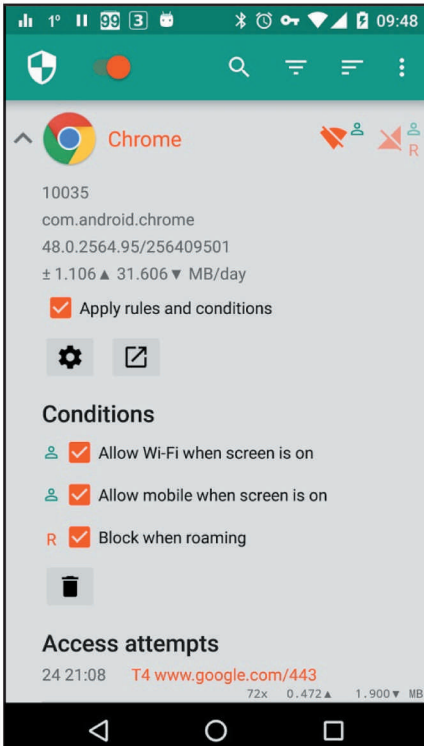 1° 99 3 09:48
Chrome
R
10035
com.android.chrome
48.0.2564.95/256409501
± 1.106▲ 31.606▼ MB/day
Apply rules and conditions
Conditions
Allow Wi-Fi when screen is on
Allow mobile when screen is on
R Block when roaming
Access attempts
24 21:08 T4 www.google.com/443
72x 0.472▲ 1.900▼ MB